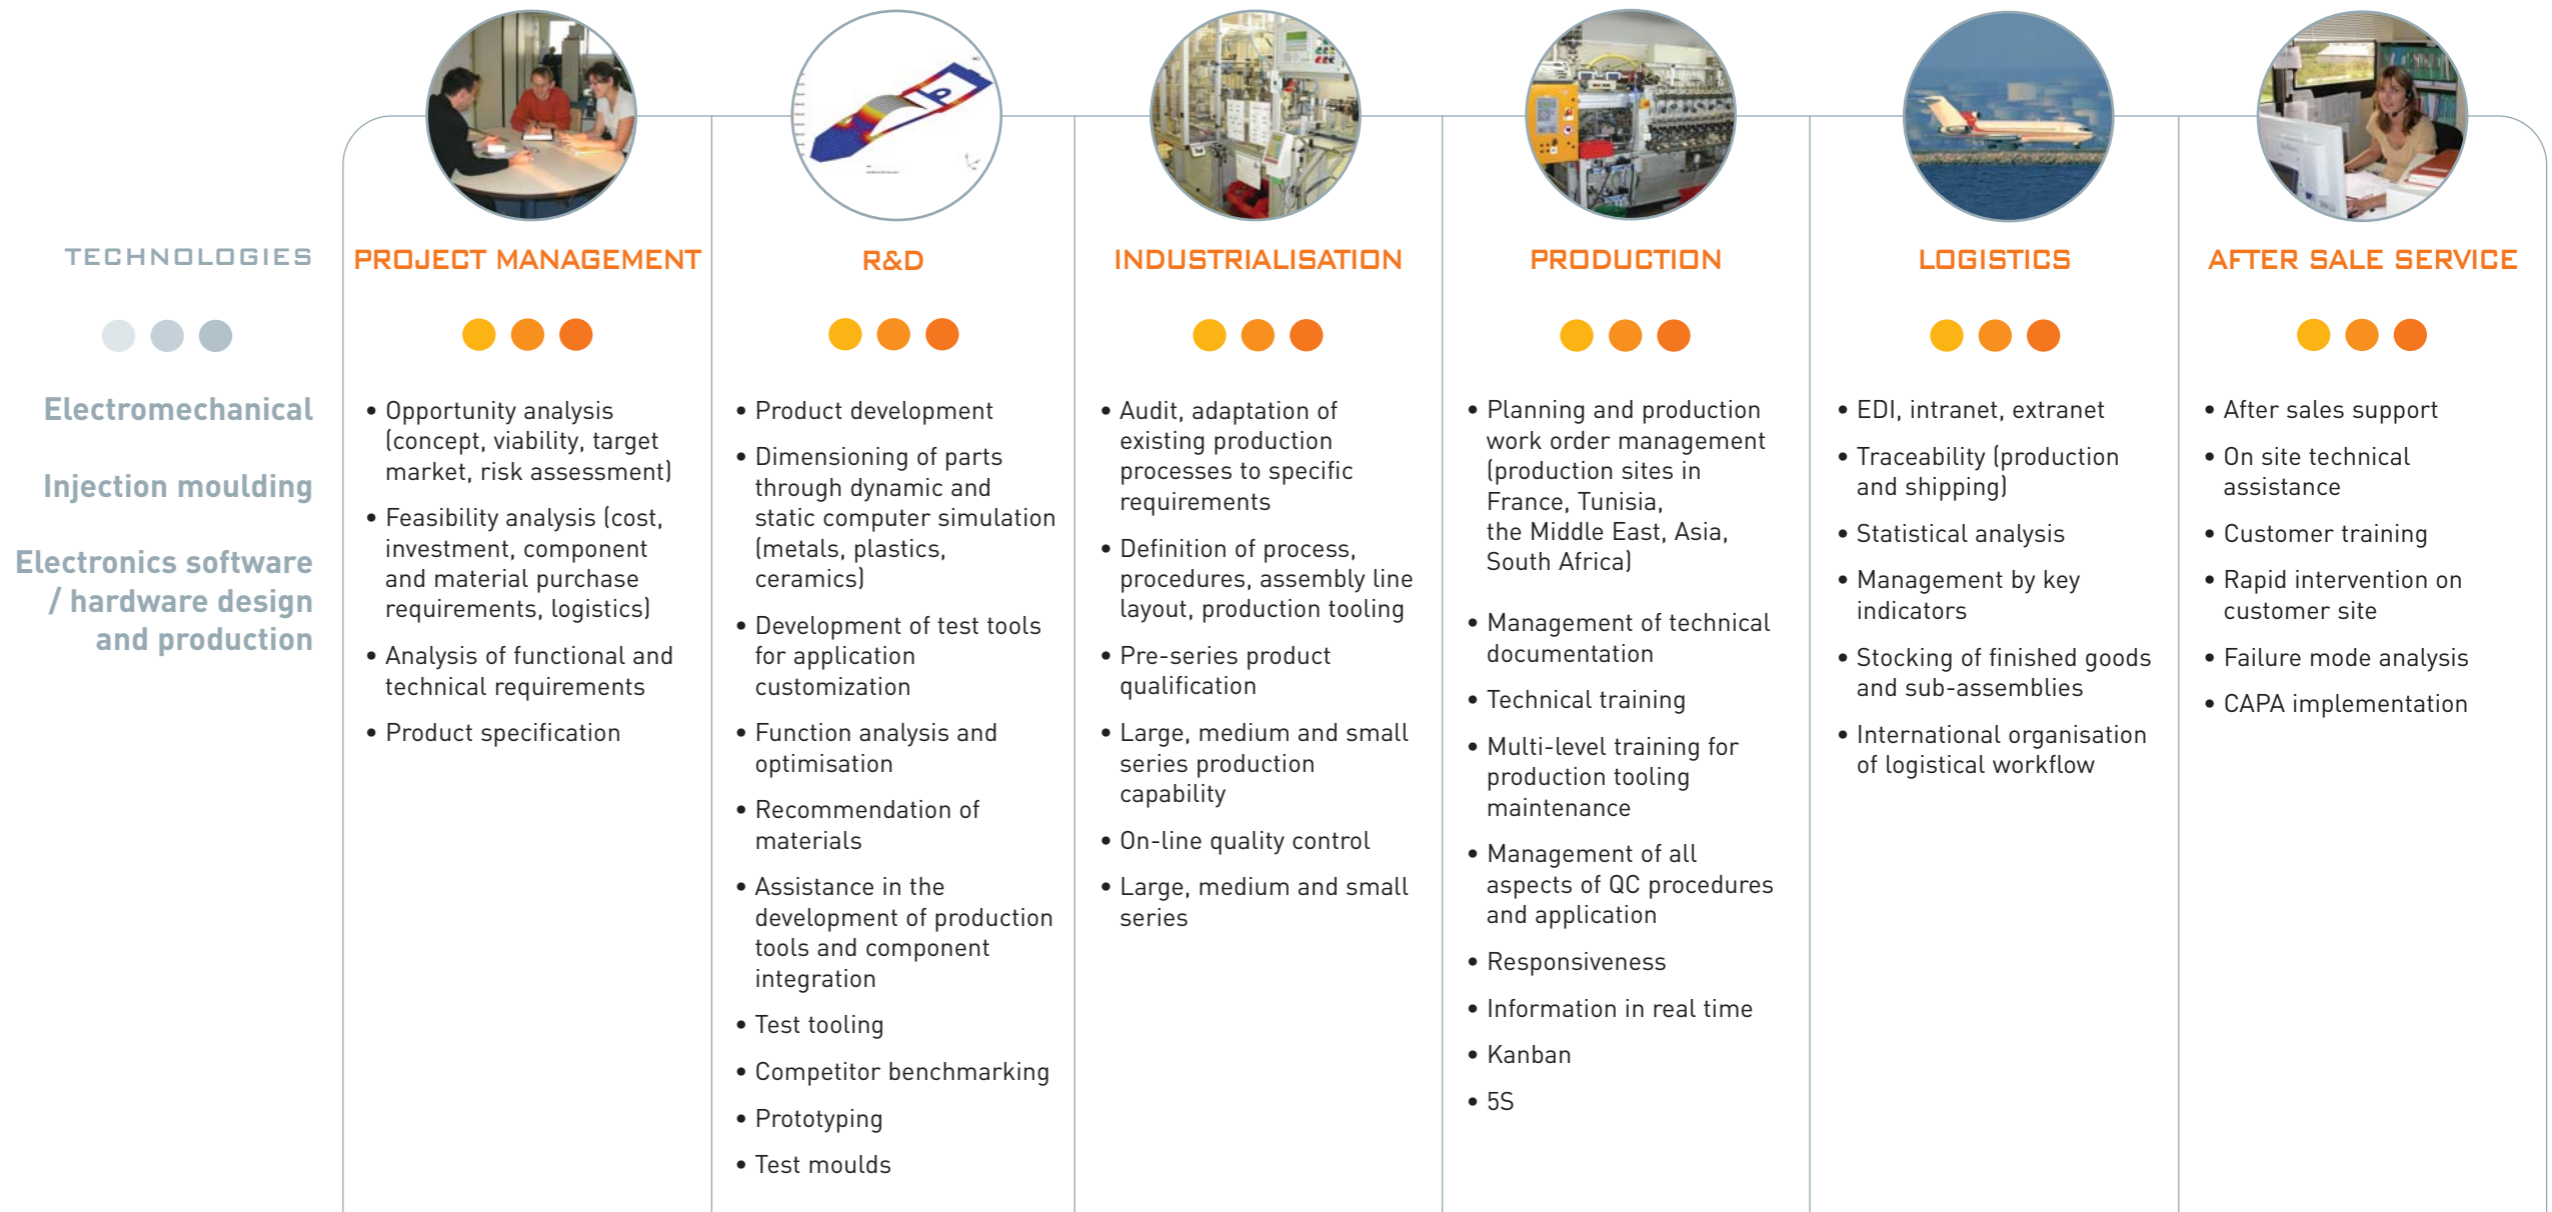 TECHNOLOGIES
Electromechanical
Injection moulding
Electronics software
/ hardware design
and production
PROJECT MANAGEMENT
• Opportunity analysis
(concept, viability, target
market, risk assessment)
• Feasibility analysis (cost,
investment, component
and material purchase
requirements, logistics)
• Analysis of functional and
technical requirements
• Product specification
R&D
• Product development
• Dimensioning of parts
through dynamic and
static computer simulation
(metals, plastics,
ceramics)
• Development of test tools
for application
customization
• Function analysis and
optimisation
• Recommendation of
materials
• Assistance in the
development of production
tools and component
integration
• Test tooling
• Competitor benchmarking
• Prototyping
• Test moulds
INDUSTRIALISATION
• Audit, adaptation of
existing production
processes to specific
requirements
• Definition of process,
procedures, assembly line
layout, production tooling
• Pre-series product
qualification
• Large, medium and small
series production
capability
• On-line quality control
• Large, medium and small
series
PRODUCTION
• Planning and production
work order management
(production sites in
France, Tunisia,
the Middle East, Asia,
South Africa)
• Management of technical
documentation
• Technical training
• Multi-level training for
production tooling
maintenance
• Management of all
aspects of QC procedures
and application
• Responsiveness
• Information in real time
• Kanban
• 5S
LOGISTICS
• EDI, intranet, extranet
• Traceability (production
and shipping)
• Statistical analysis
• Management by key
indicators
• Stocking of finished goods
and sub-assemblies
• International organisation
of logistical workflow
AFTER SALE SERVICE
• After sales support
• On site technical
assistance
• Customer training
• Rapid intervention on
customer site
• Failure mode analysis
• CAPA implementation